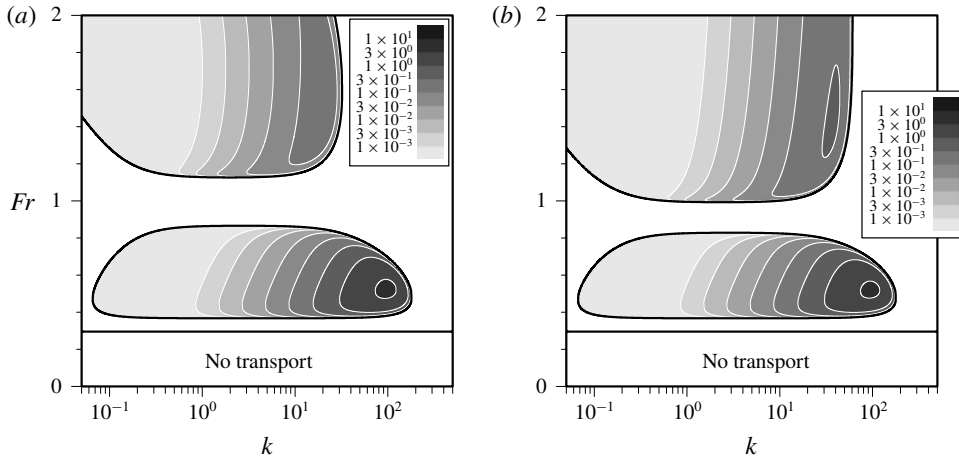 (a)
2
1 × 10¹
3 × 10⁰
1 × 10⁰
3 × 10⁻¹
1 × 10⁻¹
3 × 10⁻²
1 × 10⁻²
3 × 10⁻³
1 × 10⁻³
Fr
1
No transport
0
10⁻¹
10⁰
10¹
10²
k
(b)
2
1 × 10¹
3 × 10⁰
1 × 10⁰
3 × 10⁻¹
1 × 10⁻¹
3 × 10⁻²
1 × 10⁻²
3 × 10⁻³
1 × 10⁻³
1
No transport
0
10⁻¹
10⁰
10¹
10²
k